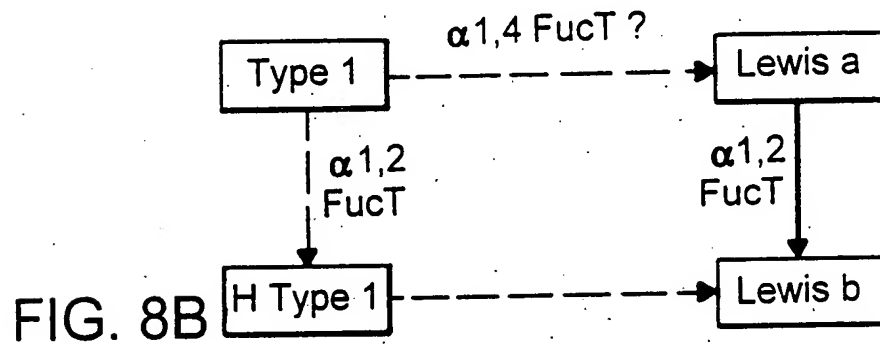 α1,4 FucT ?
Type 1
Lewis a
α1,2
FucT
α1,2
FucT
H Type 1
Lewis b
FIG. 8B